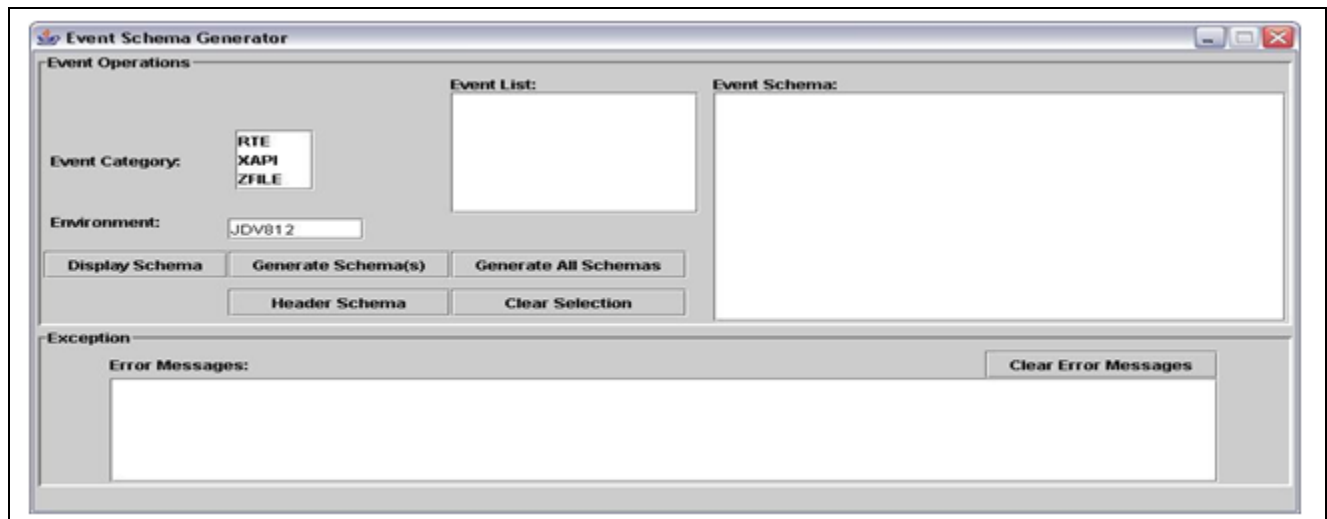 Event Schema Generator
Event Operations
Event List:
Event Schema:
Event Category:
RTE
XAPI
ZFILE
Environment:
JDV812
Display Schema
Generate Schema(s)
Generate All Schemas
Header Schema
Clear Selection
Exception
Error Messages:
Clear Error Messages